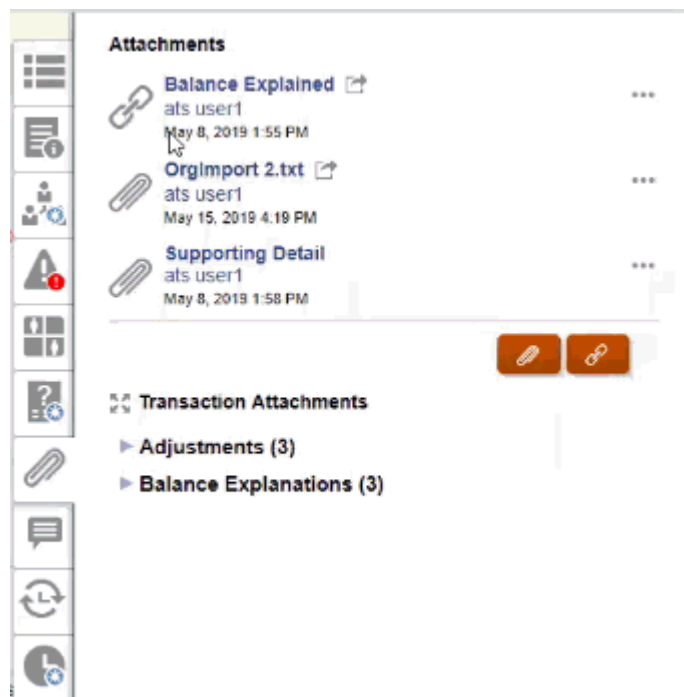 Attachments
Balance Explained
ats user1
May 8, 2019 1:55 PM
OrgImport 2.txt
ats user1
May 15, 2019 4:19 PM
Supporting Detail
ats user1
May 8, 2019 1:58 PM
Transaction Attachments
Adjustments (3)
Balance Explanations (3)